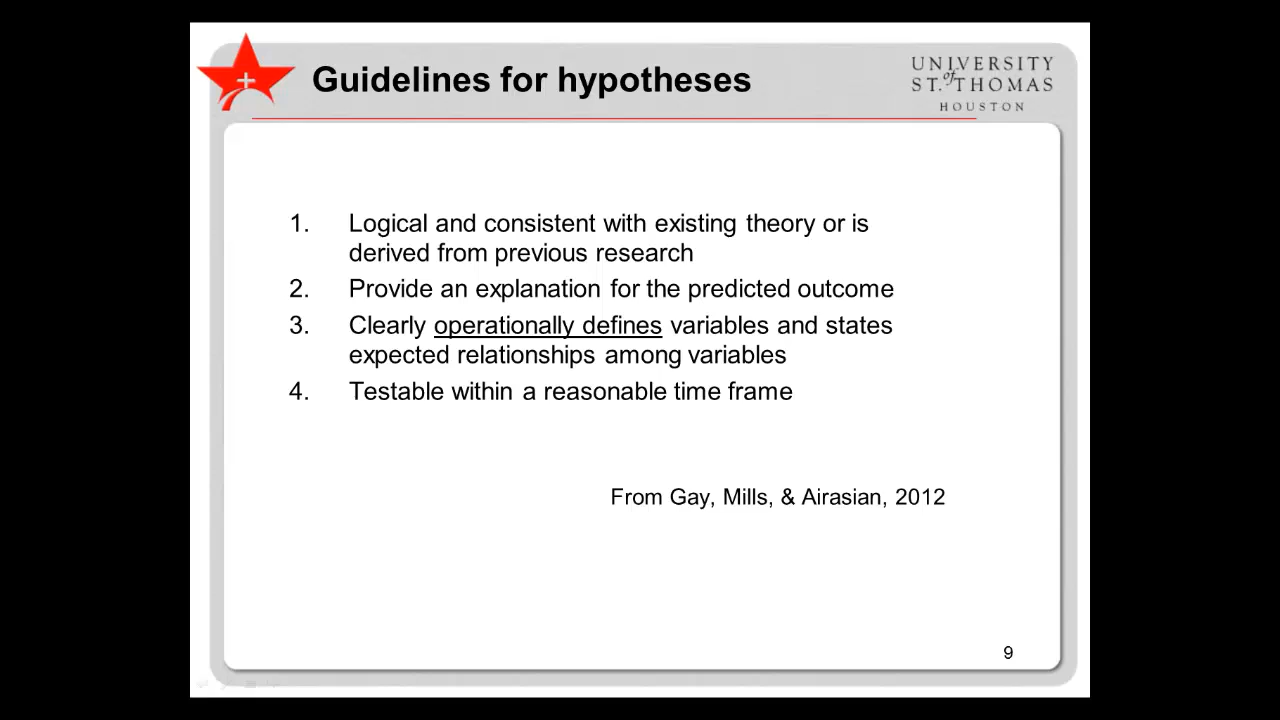 Guidelines for hypotheses
UNIVERSITY
of
ST. THOMAS
HOUSTON
1. Logical and consistent with existing theory or is
derived from previous research
2. Provide an explanation for the predicted outcome
3. Clearly operationally defines variables and states
expected relationships among variables
4. Testable within a reasonable time frame
From Gay, Mills, & Airasian, 2012
9